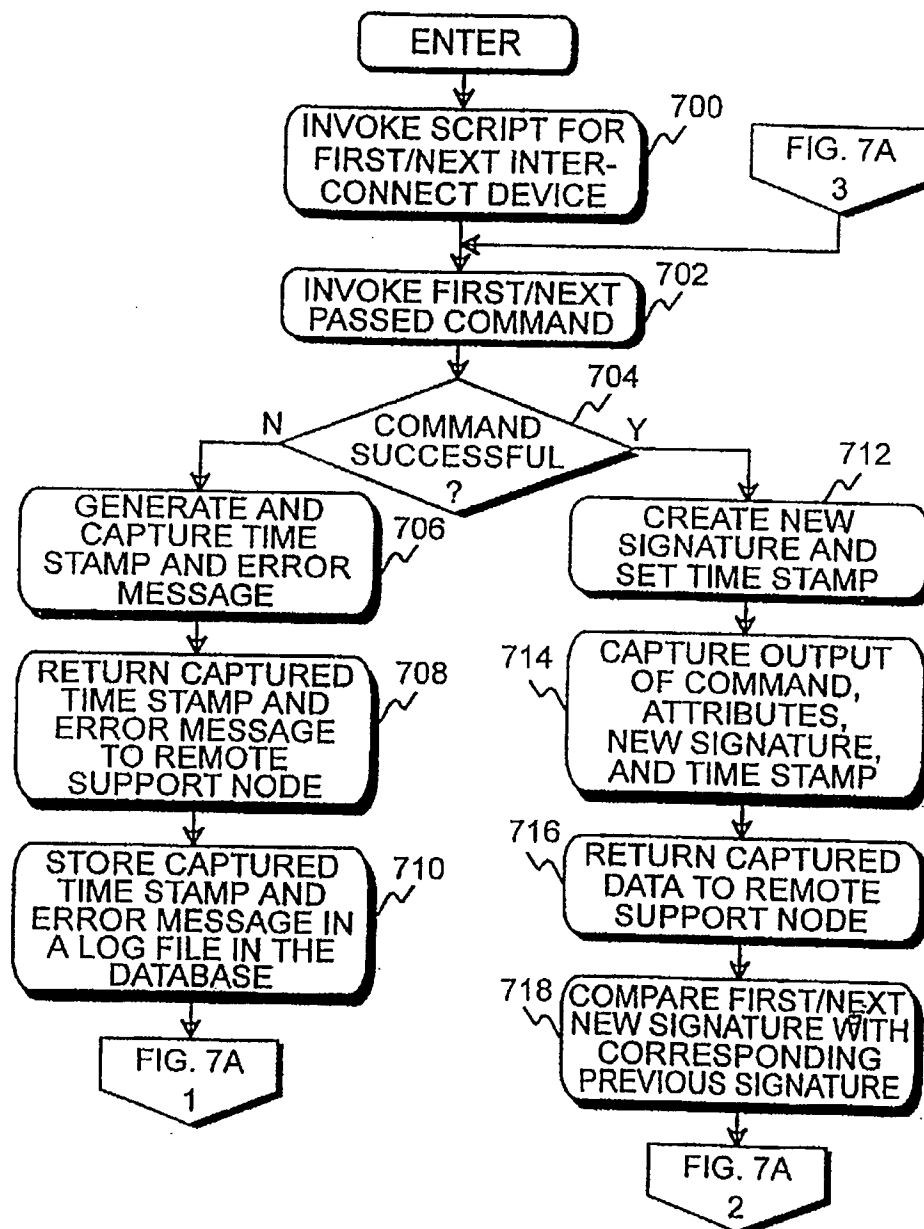 ENTER
700
INVOKE SCRIPT FOR
FIRST/NEXT INTER-
CONNECT DEVICE
FIG. 7A
3
702
INVOKE FIRST/NEXT
PASSED COMMAND
704
N
COMMAND
SUCCESSFUL
?
Y
706
GENERATE AND
CAPTURE TIME
STAMP AND ERROR
MESSAGE
708
RETURN CAPTURED
TIME STAMP AND
ERROR MESSAGE
TO REMOTE
SUPPORT NODE
710
STORE CAPTURED
TIME STAMP AND
ERROR MESSAGE IN
A LOG FILE IN THE
DATABASE
FIG. 7A
1
712
CREATE NEW
SIGNATURE AND
SET TIME STAMP
714
CAPTURE OUTPUT
OF COMMAND,
ATTRIBUTES,
NEW SIGNATURE,
AND TIME STAMP
716
RETURN CAPTURED
DATA TO REMOTE
SUPPORT NODE
718
COMPARE FIRST/NEXT
NEW SIGNATURE WITH
CORRESPONDING
PREVIOUS SIGNATURE
FIG. 7A
2